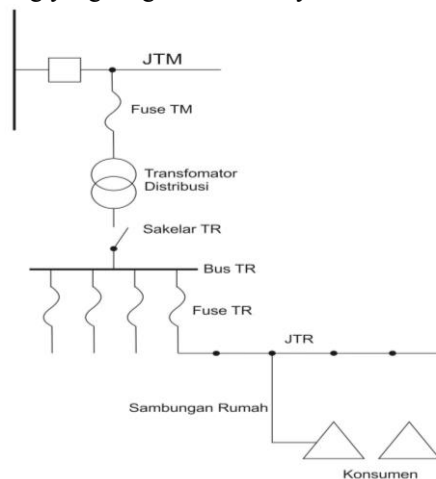 JTM
Fuse TM
Transfomator
Distribusi
Sakelar TR
Bus TR
Fuse TR
JTR
Sambungan Rumah
Konsumen